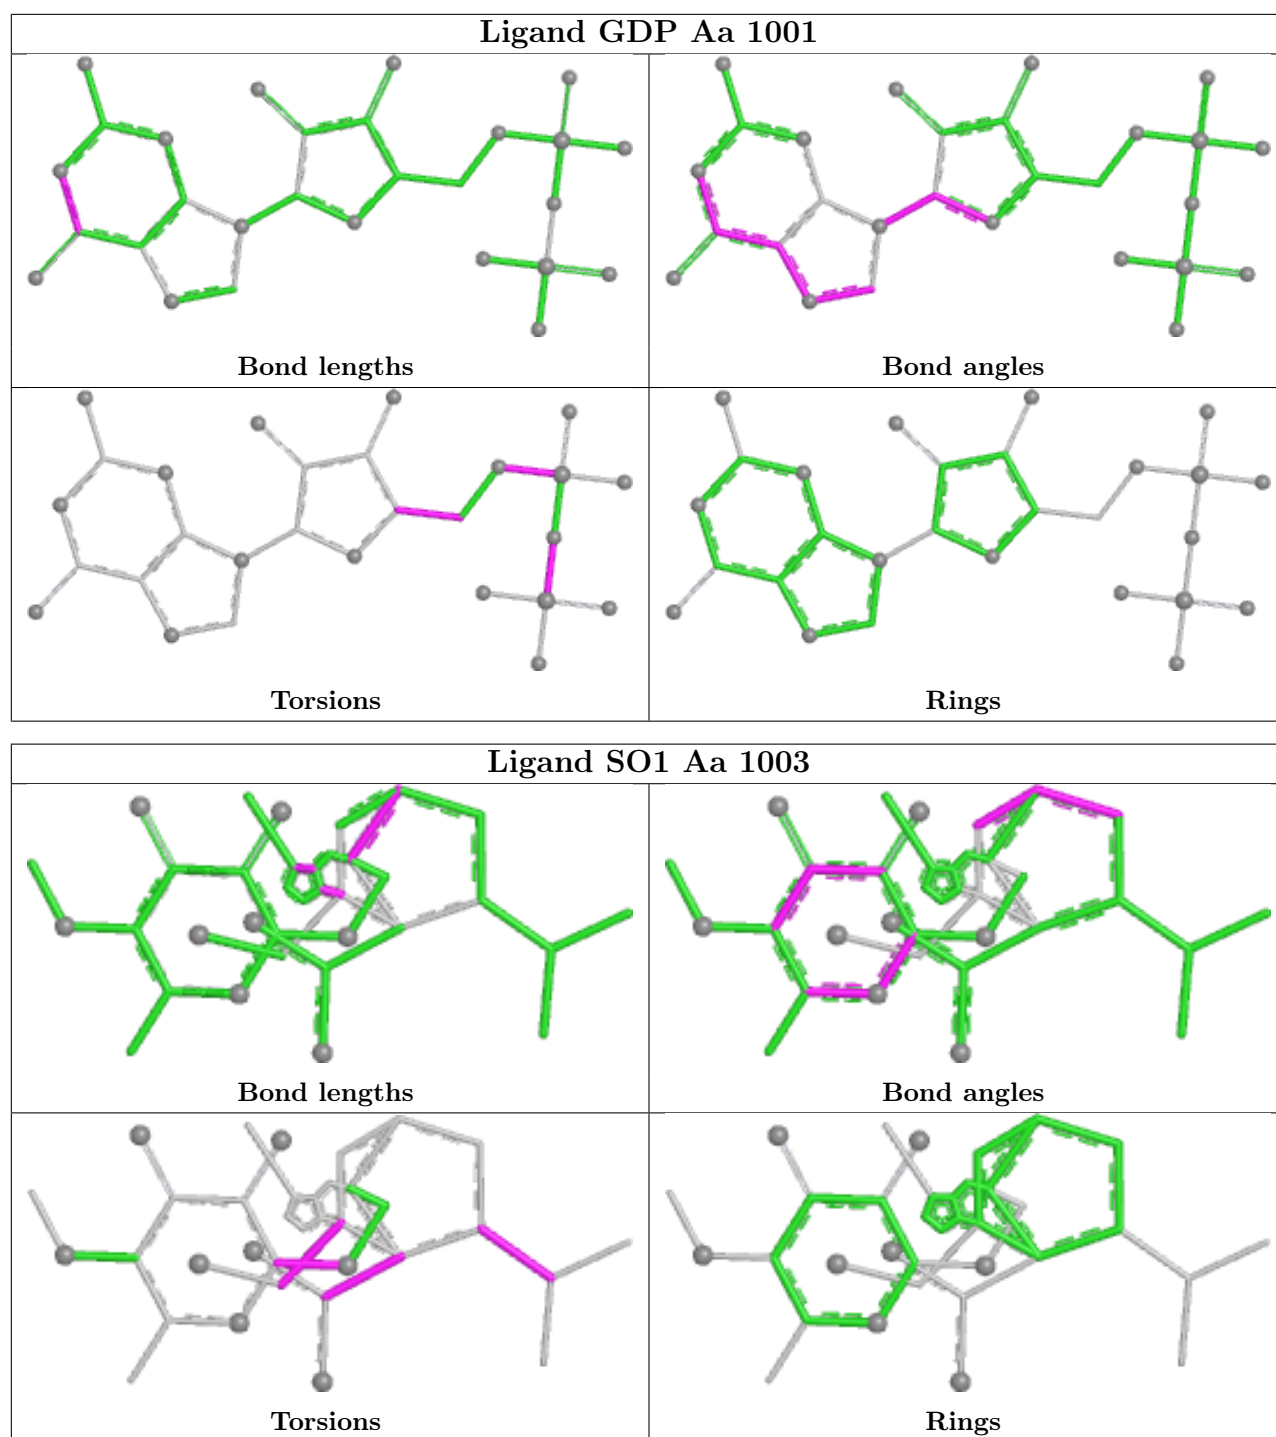 Ligand GDP Aa 1001
Bond lengths
Bond angles
Torsions
Rings
Ligand SO1 Aa 1003
Bond lengths
Bond angles
Torsions
Rings